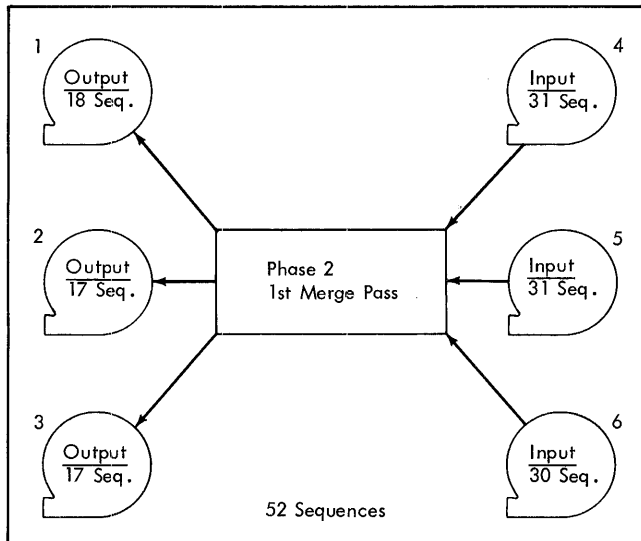 1
Output
18 Seq.
4
Input
31 Seq.
2
Output
17 Seq.
Phase 2
1st Merge Pass
5
Input
31 Seq.
3
Output
17 Seq.
6
Input
30 Seq.
52 Sequences